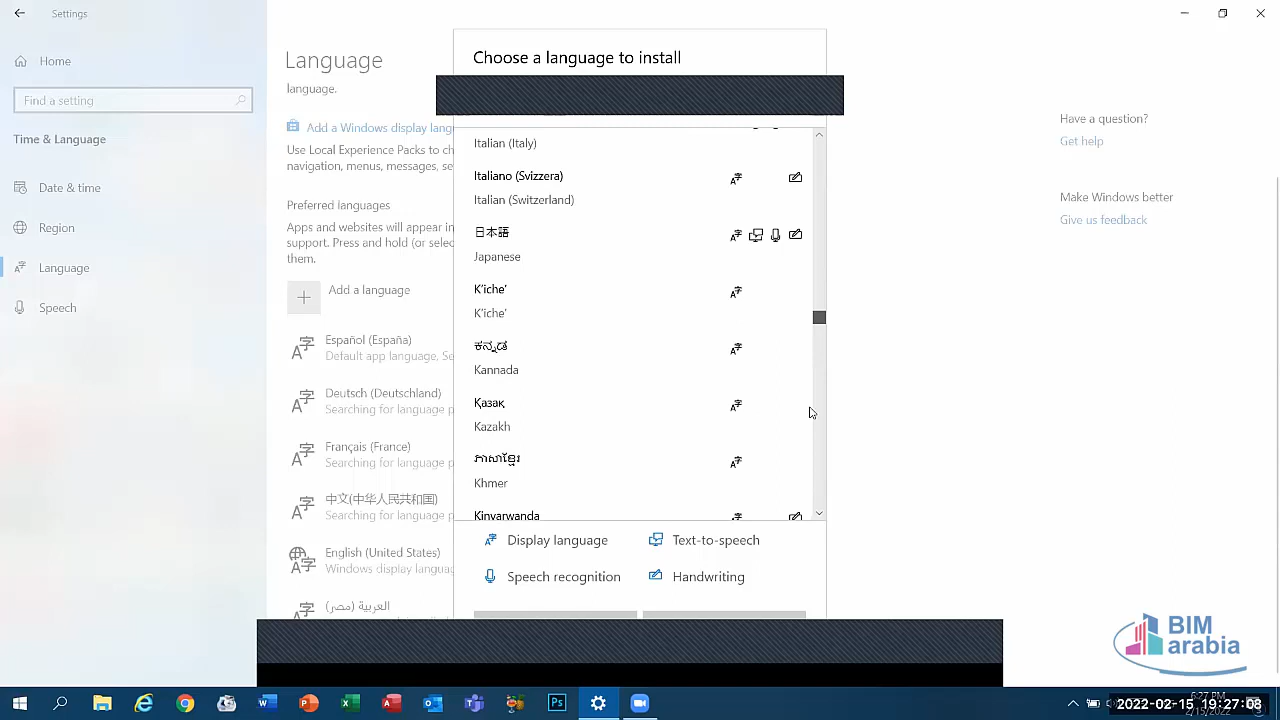 Settings
Home
Find a setting
Time & Language
Date & time
Region
Language
Speech
Language
language.
Add a Windows display lang
Use Local Experience Packs to ch
navigation, menus, messages, se
Preferred languages
Apps and websites will appear in
support. Press and hold (or selec
them.
Add a language
Español (España)
Default app language, Se
Deutsch (Deutschland)
Searching for language p
Français (France)
Searching for language p
中文(中华人民共和国)
Searching for language p
English (United States)
Windows display languag
العربية (مصر)
Choose a language to install
Italian (Italy)
Italiano (Svizzera)
Italian (Switzerland)
日本語
Japanese
K'iche'
K'iche'
ಕನ್ನಡ
Kannada
Қазақ
Kazakh
ភាសាខ្មែរ
Khmer
Kinyarwanda
Display language
Text-to-speech
Speech recognition
Handwriting
Have a question?
Get help
Make Windows better
Give us feedback
BIM
arabia
6:27 PM
2022-02-15 19:27:08
2/15/2022